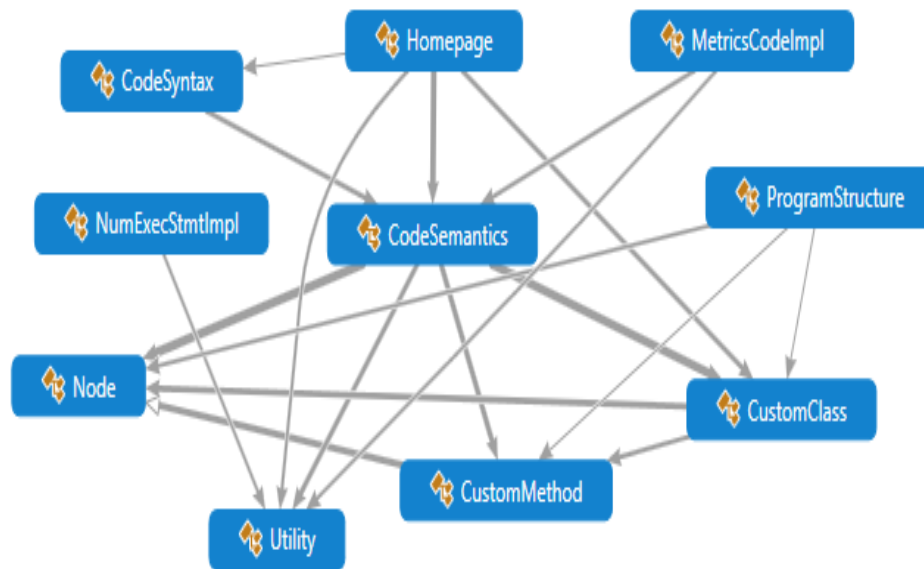 Homepage
MetricsCodeImpl
CodeSyntax
ProgramStructure
NumExecStmtImpl
CodeSemantics
Node
CustomClass
CustomMethod
Utility